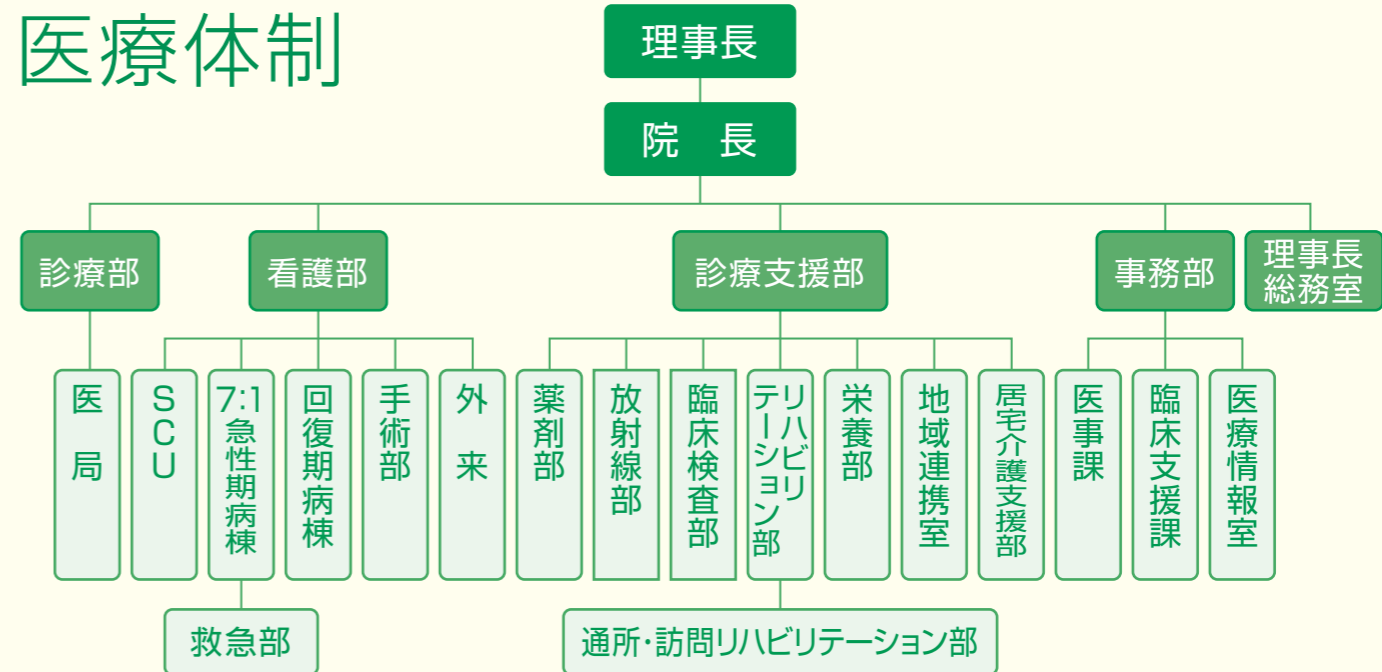 医療体制
理事長
院　長
診療部
看護部
診療支援部
事務部
理事長
総務室
医　局
SCU
7:1急性期病棟
回復期病棟
手術部
外　来
薬剤部
放射線部
臨床検査部
リハビリ
テーション部
栄養部
地域連携室
居宅介護支援部
医事課
臨床支援課
医療情報室
救急部
通所・訪問リハビリテーション部